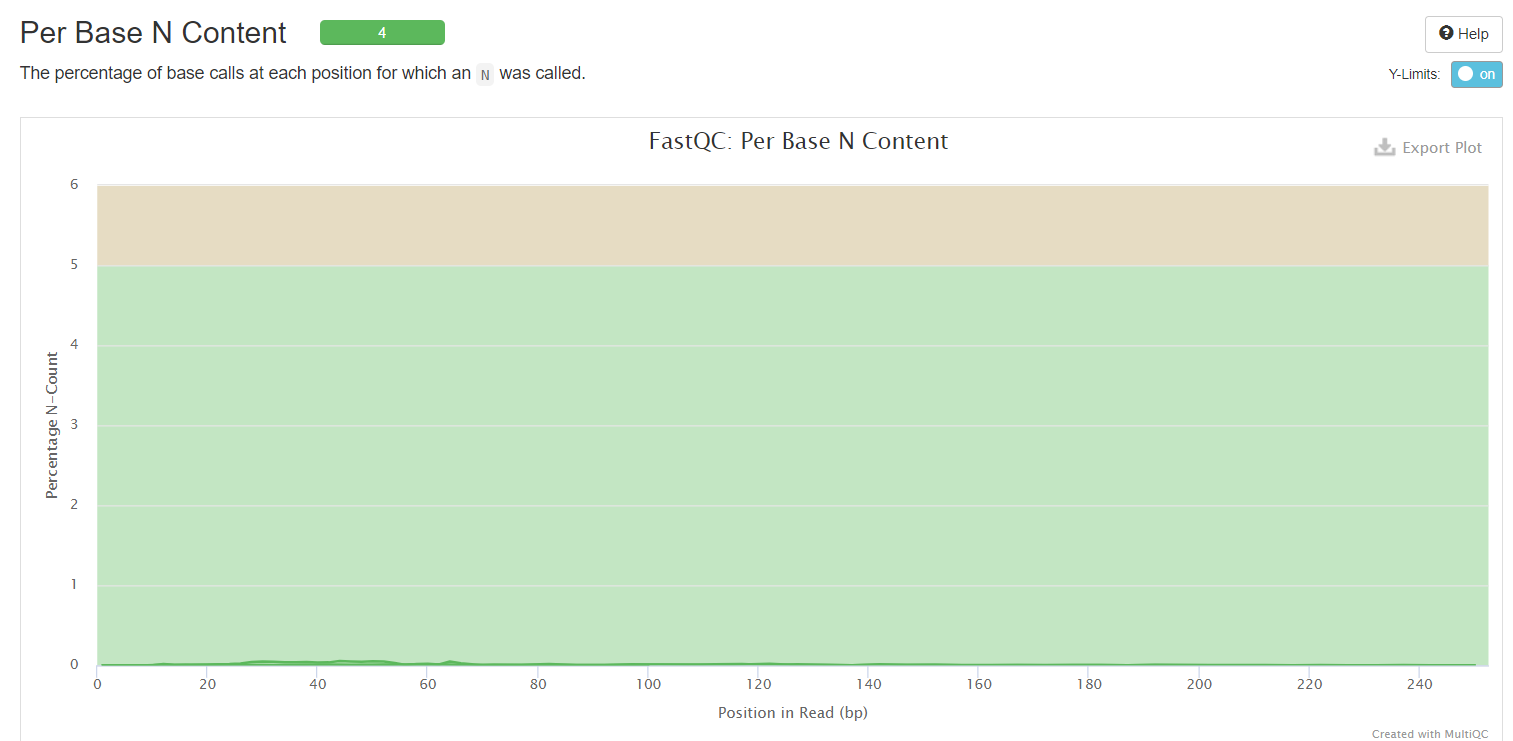 Per Base N Content 4
Help
The percentage of base calls at each position for which an N was called.
Y-Limits: on
FastQC: Per Base N Content
Export Plot
6
5
4
3
2
1
0
Percentage N-Count
0 20 40 60 80 100 120 140 160 180 200 220 240
Position in Read (bp)
Created with MultiQC